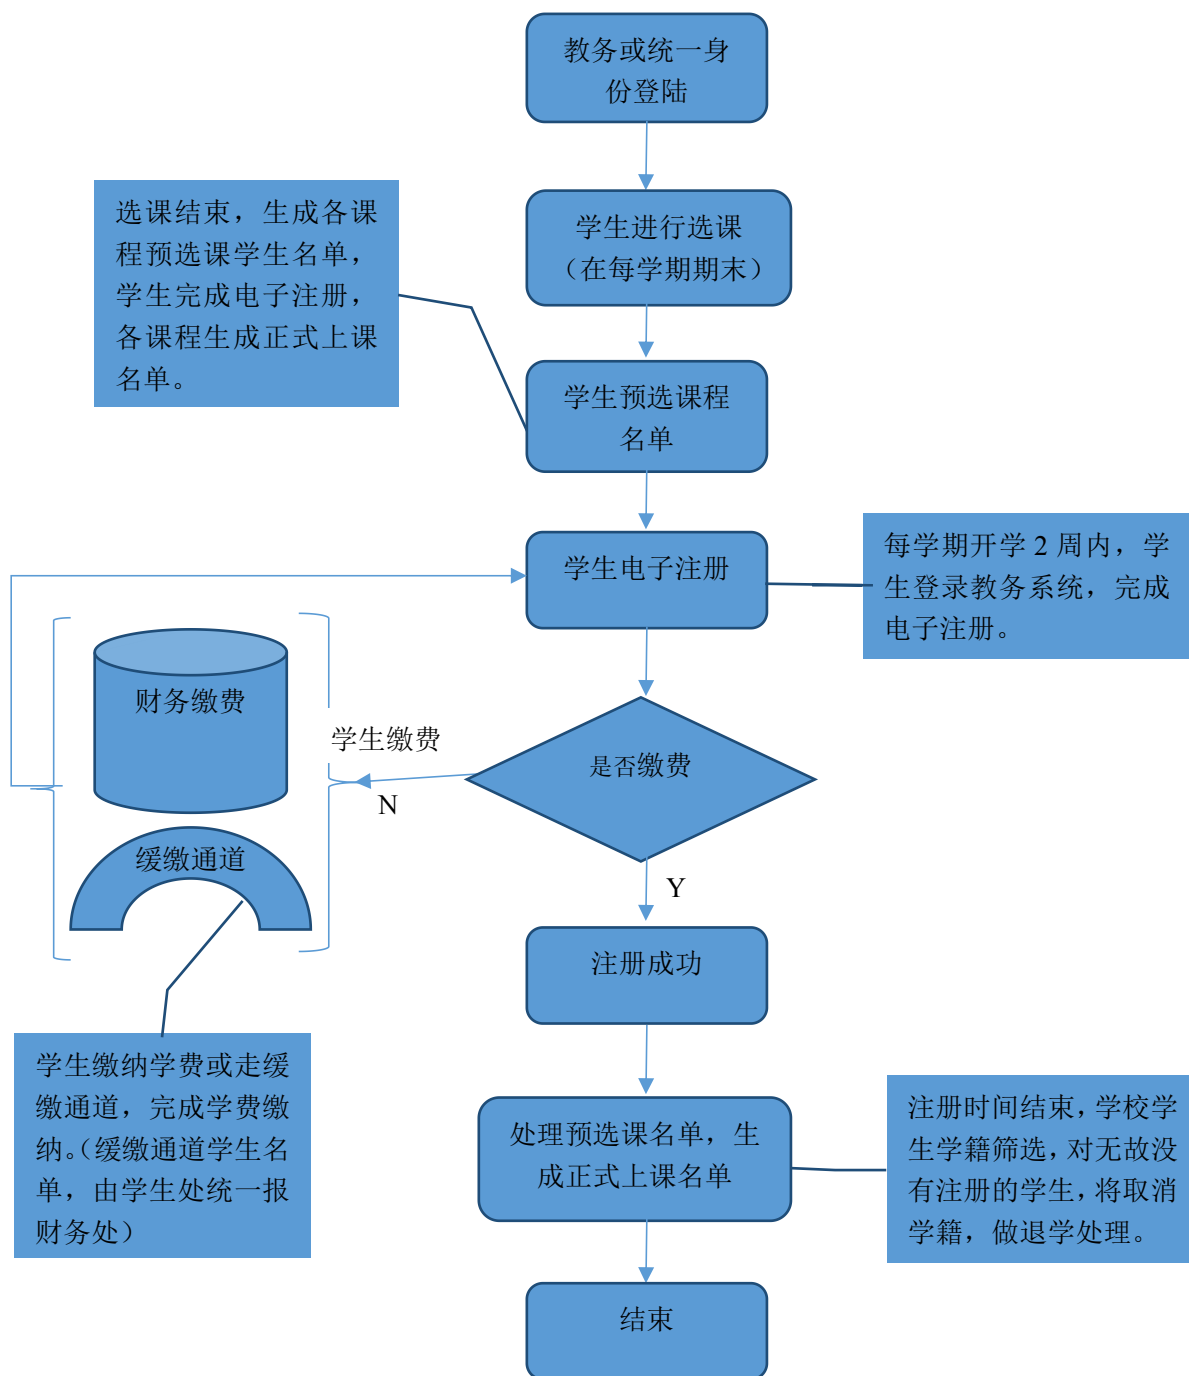 教务或统一身
份登陆
选课结束，生成各课
程预选课学生名单，
学生完成电子注册，
各课程生成正式上课
名单。
学生进行选课
（在每学期期末）
学生预选课程
名单
学生电子注册
每学期开学 2 周内，学
生登录教务系统，完成
电子注册。
财务缴费
学生缴费
是否缴费
N
缓缴通道
Y
注册成功
学生缴纳学费或走缓
缴通道，完成学费缴
纳。（缓缴通道学生名
单，由学生处统一报
财务处）
处理预选课名单，生
成正式上课名单
注册时间结束，学校学
生学籍筛选，对无故没
有注册的学生，将取消
学籍，做退学处理。
结束